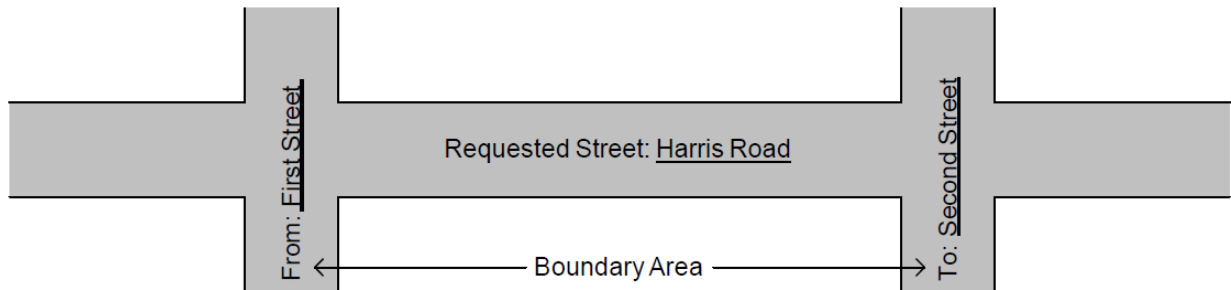 From: First Street
Requested Street: Harris Road
To: Second Street
Boundary Area